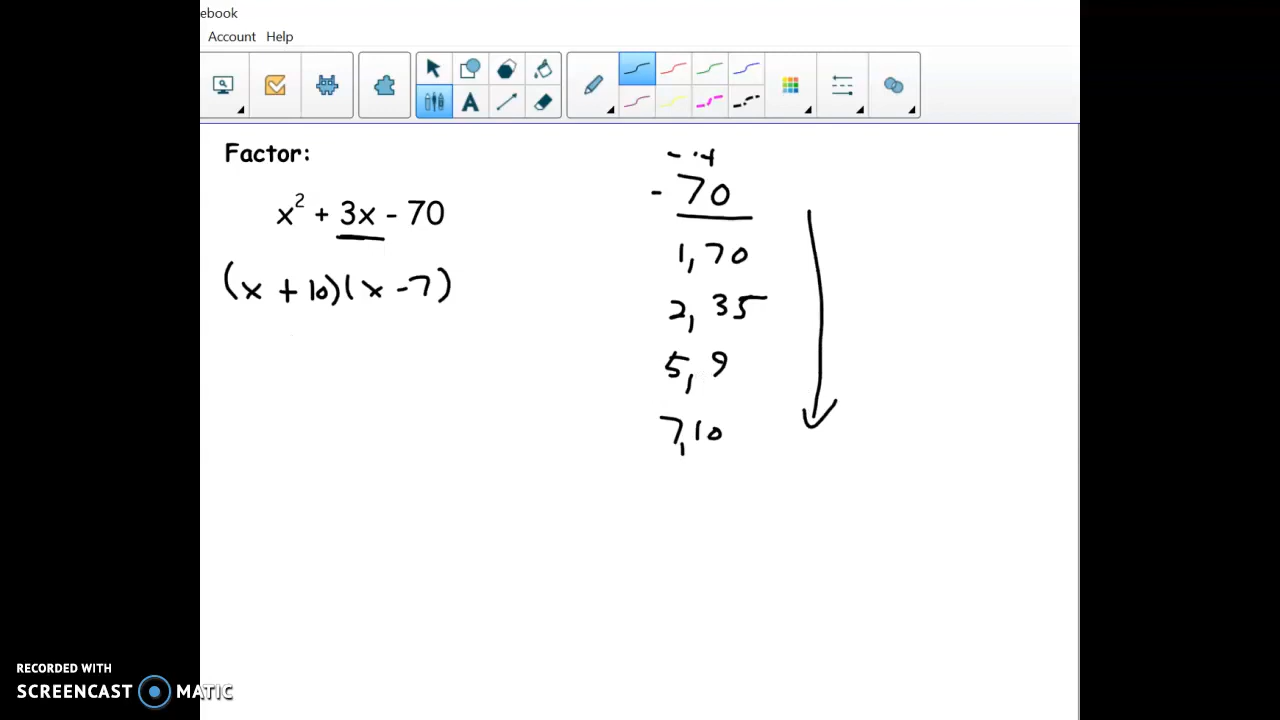 ebook
Account Help
Factor:
x² + 3x - 70
(x + 10)(x - 7)
- +
- 70
1, 70
2, 35
5, 9
7, 10
RECORDED WITH
SCREENCAST MATIC